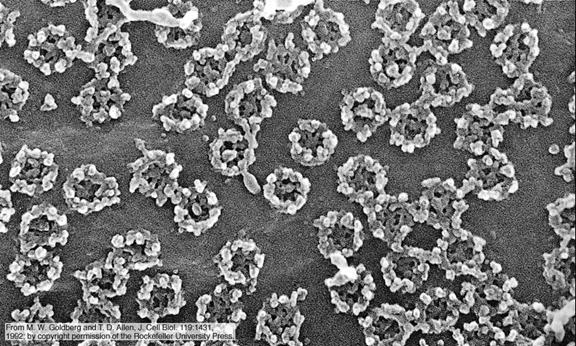 From M. W. Goldberg and T. D. Allen, J. Cell Biol. 119:1431,
1992; by copyright permission of the Rockefeller University Press.